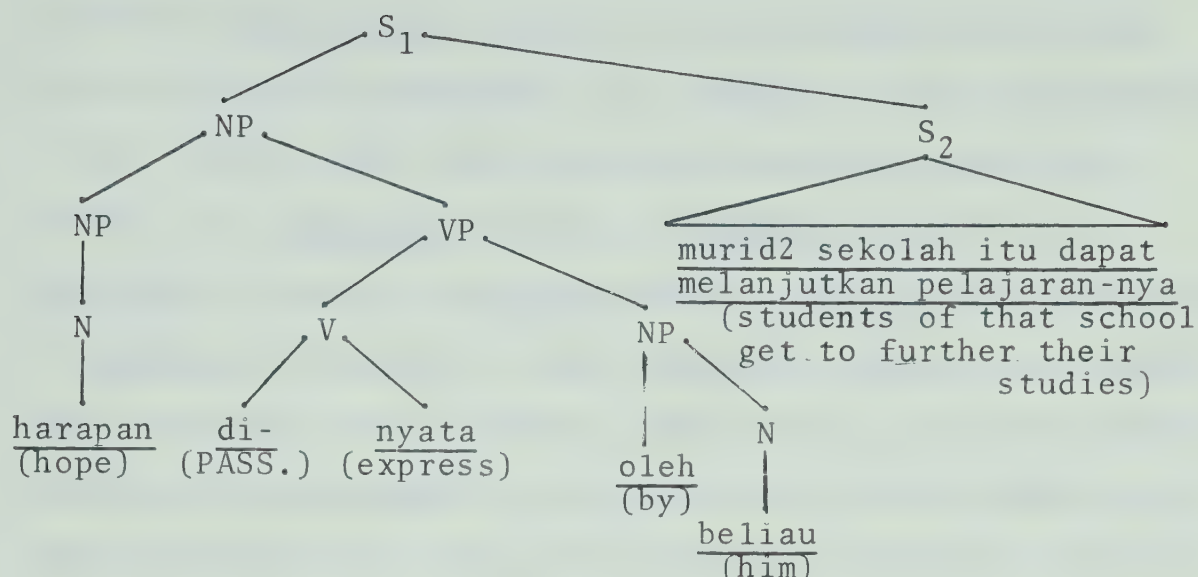 S1
NP
S2
NP
VP
murid2 sekolah itu dapat
melanjutkan pelajaran-nya
(students of that school
get to further their
studies)
N
V
NP
harapan
(hope)
di-
(PASS.)
nyata
(express)
oleh
(by)
N
beliau
(him)